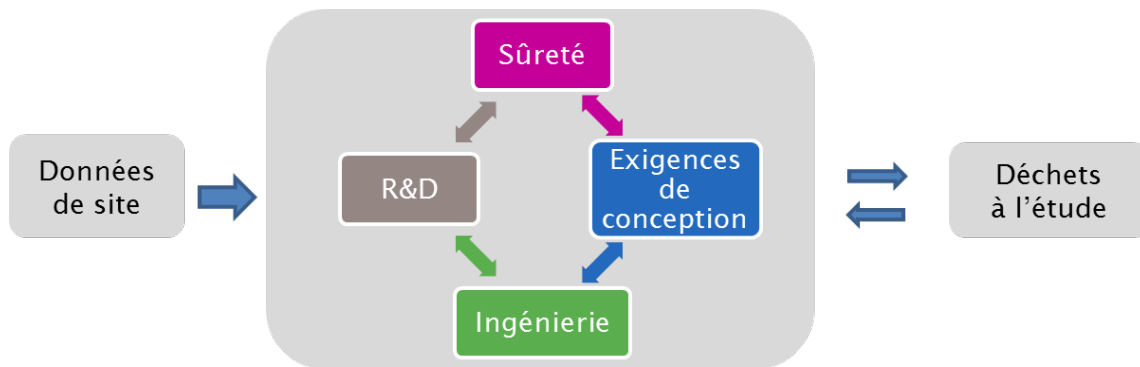 Données
de site
Sûreté
R&D
Exigences
de
conception
Ingénierie
Déchets
à l'étude